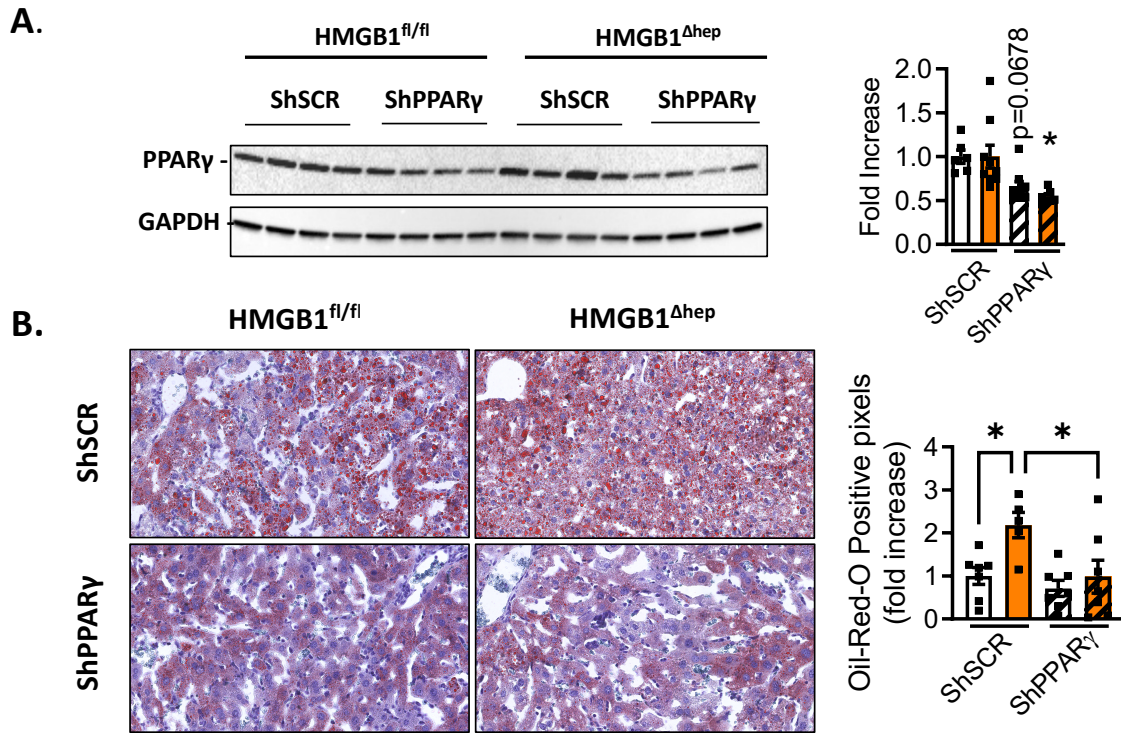 A.
HMGB1fl/fl
HMGB1Δhep
ShSCR
ShPPARγ
ShSCR
ShPPARγ
PPARγ -
GAPDH -
Fold Increase
2.0
1.5
1.0
0.5
0.0
p=0.0678
*
ShSCR
ShPPARγ
B.
HMGB1fl/fl
HMGB1Δhep
ShSCR
ShPPARγ
Oil-Red-O Positive pixels
(fold increase)
4
3
2
1
0
*
*
ShSCR
ShPPARγ